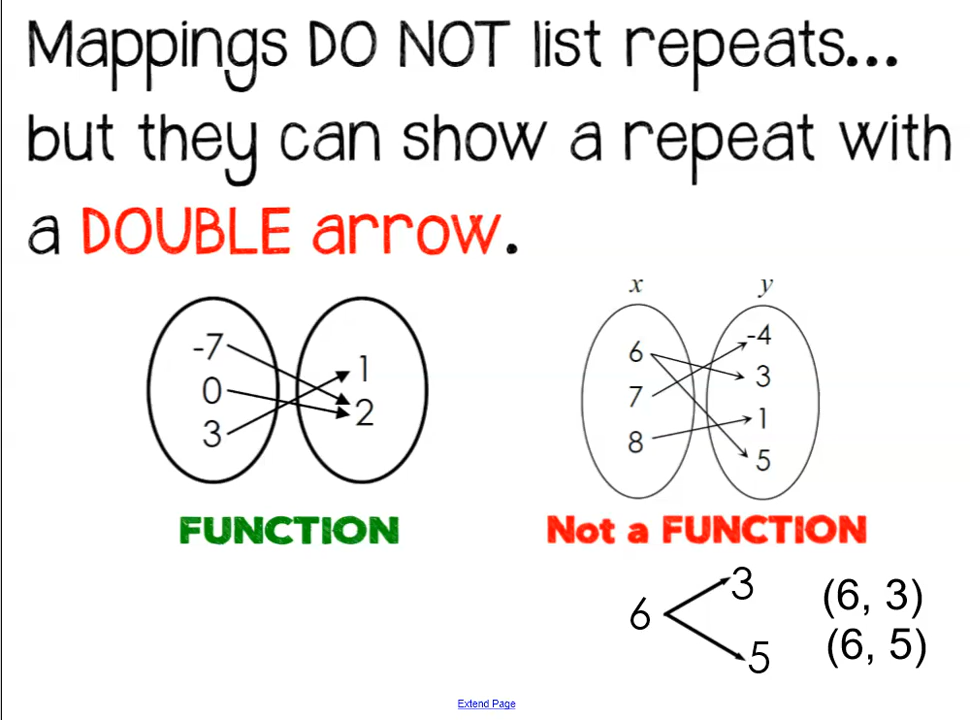 Mappings DO NOT list repeats...
but they can show a repeat with
a DOUBLE arrow.
x y
-7
0
3
1
2
6
7
8
-4
3
1
5
FUNCTION
Not a FUNCTION
6
3
5
(6, 3)
(6, 5)
Extend Page